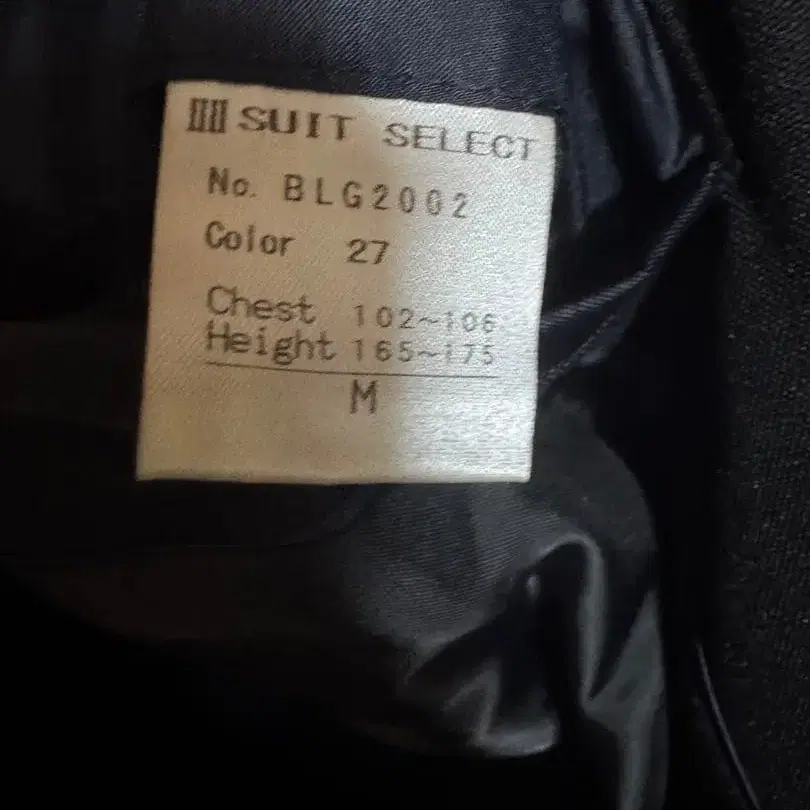 SUIT SELECT
No. BLG2002
Color 27
Chest 102~106
Height 165~175
M